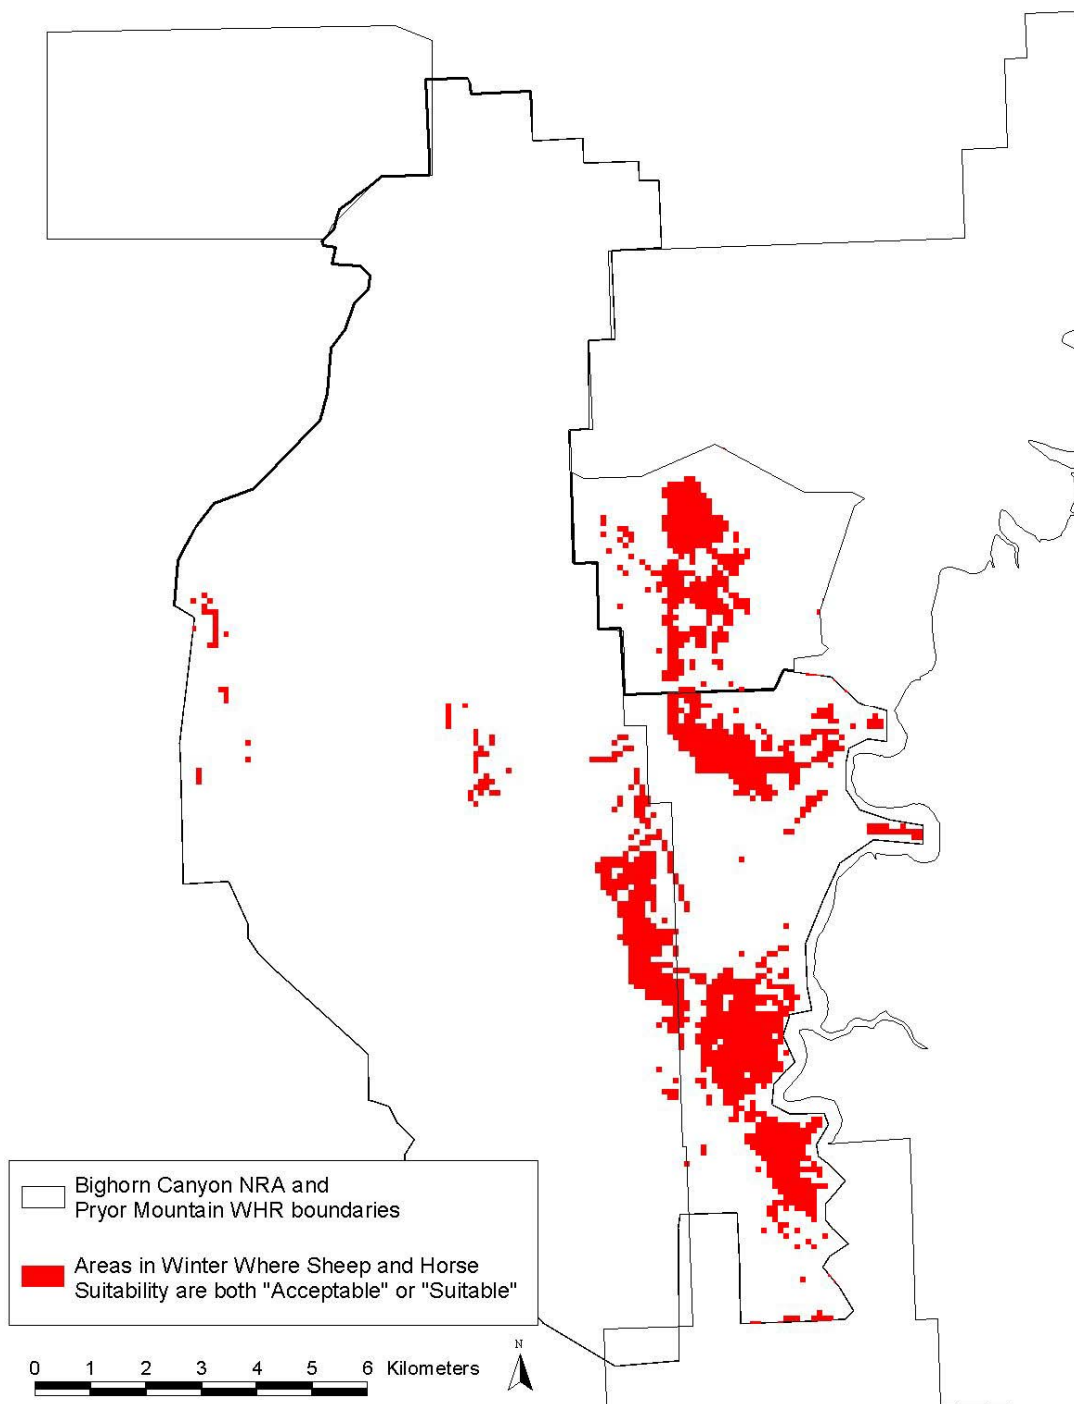 Bighorn Canyon NRA and
Pryor Mountain WHR boundaries
Areas in Winter Where Sheep and Horse
Suitability are both "Acceptable" or "Suitable"
N
0 1 2 3 4 5 6 Kilometers